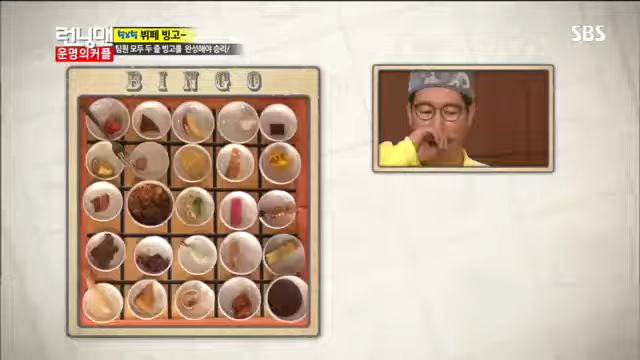 런닝맨
운명의커플
5X5 뷔페 빙고~
팀원 모두 두 줄 빙고를 완성해야 승리!
SBS
BINGO